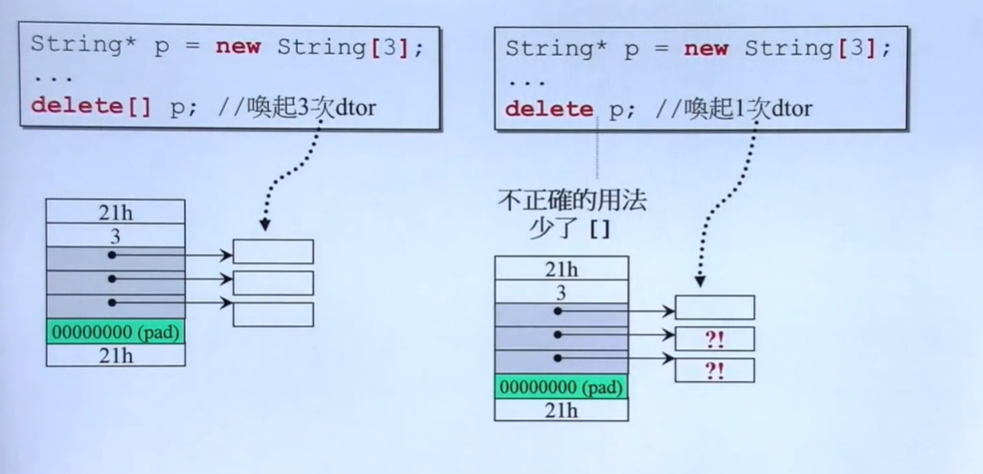 String* p = new String[3];
...
delete[] p; //喚起3次dtor
21h
3
00000000 (pad)
21h
String* p = new String[3];
...
delete p; //喚起1次dtor
不正確的用法
少了 []
21h
3
?!
?!
00000000 (pad)
21h